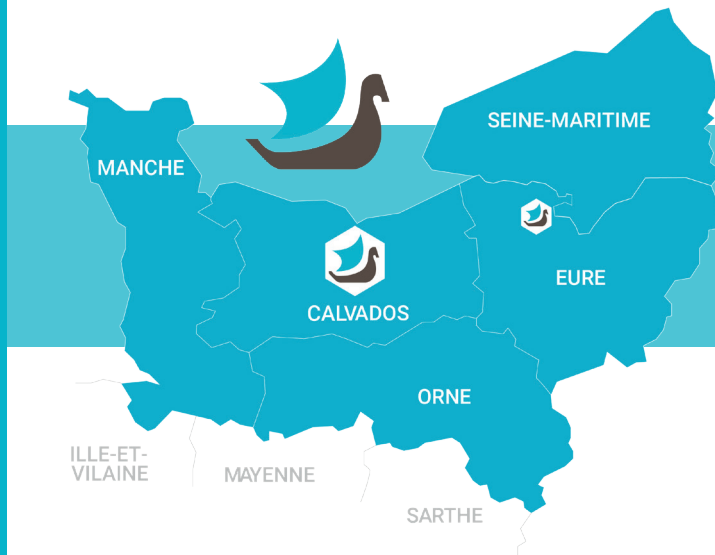 SEINE-MARITIME
MANCHE
EURE
CALVADOS
ORNE
ILLE-ET-
VILAINE
MAYENNE
SARTHE